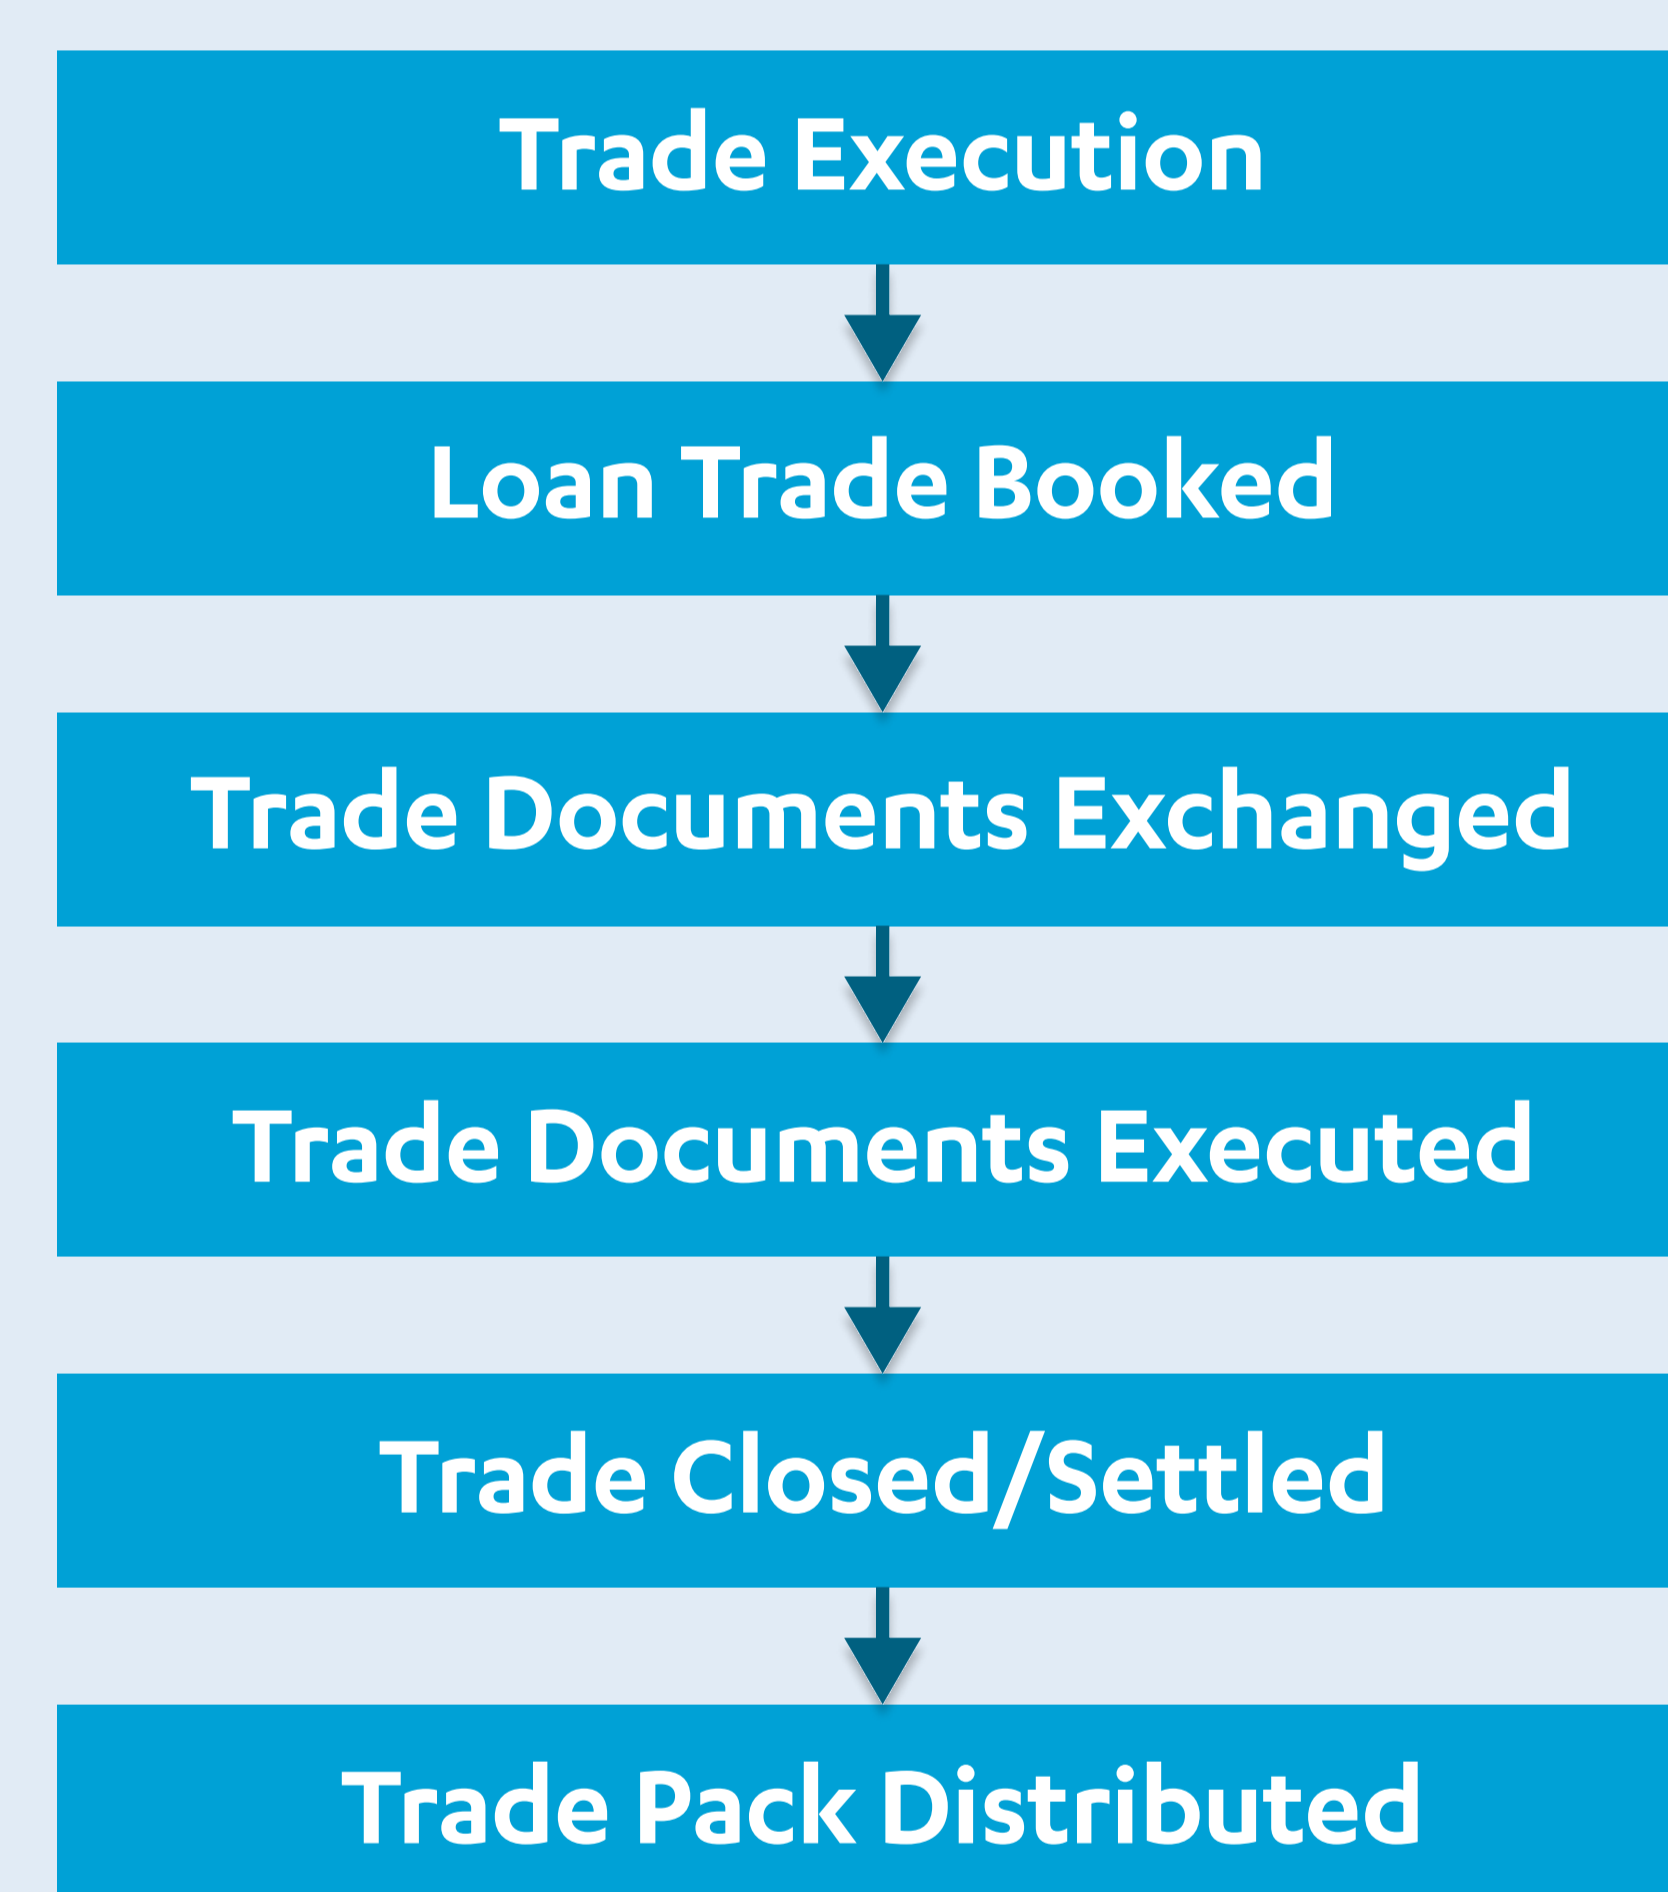 Trade Execution
Loan Trade Booked
Trade Documents Exchanged
Trade Documents Executed
Trade Closed/Settled
Trade Pack Distributed